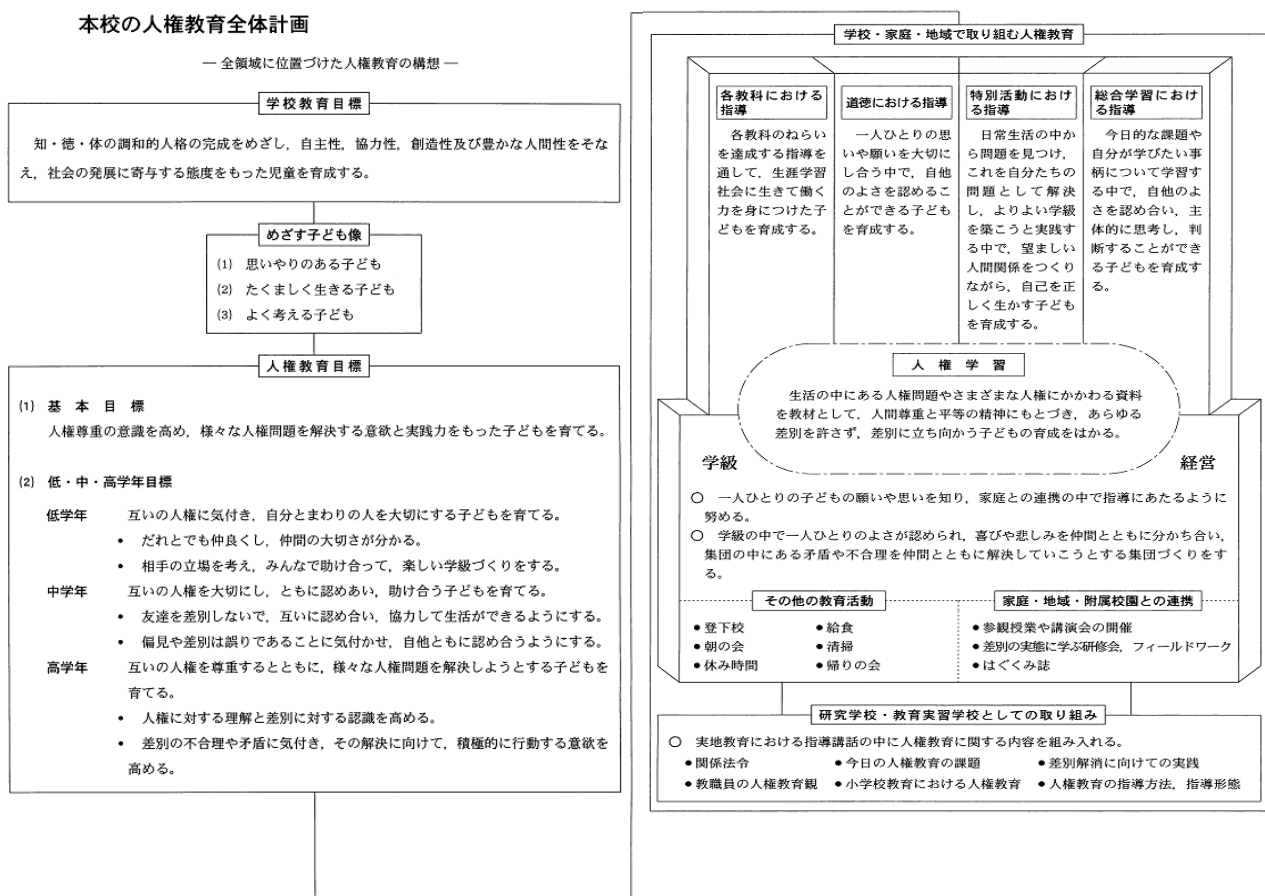 本校の人権教育全体計画
― 全領域に位置づけた人権教育の構想 ―
学校教育目標
知・徳・体の調和的人格の完成をめざし，自主性，協力性，創造性及び豊かな人間性をそな
え，社会の発展に寄与する態度をもった児童を育成する。
めざす子ども像
(1) 思いやりのある子ども
(2) たくましく生きる子ども
(3) よく考える子ども
人権教育目標
(1) 基本目標
人権尊重の意識を高め，様々な人権問題を解決する意欲と実践力をもった子どもを育てる。
(2) 低・中・高学年目標
低学年 互いの人権に気付き，自分とまわりの人を大切にする子どもを育てる。
• だれとでも仲良くし，仲間の大切さが分かる。
• 相手の立場を考え，みんなで助け合って，楽しい学級づくりをする。
中学年 互いの人権を大切にし，ともに認めあい，助け合う子どもを育てる。
• 友達を差別しないで，互いに認め合い，協力して生活ができるようにする。
• 偏見や差別は誤りであることに気付かせ，自他ともに認め合うようにする。
高学年 互いの人権を尊重するとともに，様々な人権問題を解決しようとする子どもを
育てる。
• 人権に対する理解と差別に対する認識を高める。
• 差別の不合理や矛盾に気付き，その解決に向けて，積極的に行動する意欲を
高める。
学校・家庭・地域で取り組む人権教育
各教科における
指導
各教科のねらい
を達成する指導を
通して，生涯学習
社会に生きて働く
力を身につけた子
どもを育成する。
道徳における指導
一人ひとりの思
いや願いを大切に
し合う中で，自他
のよさを認めるこ
とができる子ども
を育成する。
特別活動におけ
る指導
日常生活の中か
ら問題を見つけ，
これを自分たちの
問題として解決
し，よりよい学級
を築こうと実践す
る中で，望ましい
人間関係をつくり
ながら，自己を正
しく生かす子ども
を育成する。
総合学習におけ
る指導
今日的な課題や
自分が学びたい事
柄について学習す
る中で，自他のよ
さを認め合い，主
体的に思考し，判
断することができ
る子どもを育成す
る。
人権学習
生活の中にある人権問題やさまざまな人権にかかわる資料
を教材として，人間尊重と平等の精神にもとづき，あらゆる
差別を許さず，差別に立ち向かう子どもの育成をはかる。
学級 経営
○ 一人ひとりの子どもの願いや思いを知り，家庭との連携の中で指導にあたるように
努める。
○ 学級の中で一人ひとりのよさが認められ，喜びや悲しみを仲間とともに分かち合い，
集団の中にある矛盾や不合理を仲間とともに解決していこうとする集団づくりをす
る。
その他の教育活動
●登下校 ●給食
●朝の会 ●清掃
●休み時間 ●帰りの会
家庭・地域・附属校園との連携
●参観授業や講演会の開催
●差別の実態に学ぶ研修会，フィールドワーク
●はぐくみ誌
研究学校・教育実習学校としての取り組み
○ 実地教育における指導講話の中に人権教育に関する内容を組み入れる。
●関係法令 ●今日の人権教育の課題 ●差別解消に向けての実践
●教職員の人権教育観 ●小学校教育における人権教育 ●人権教育の指導方法，指導形態